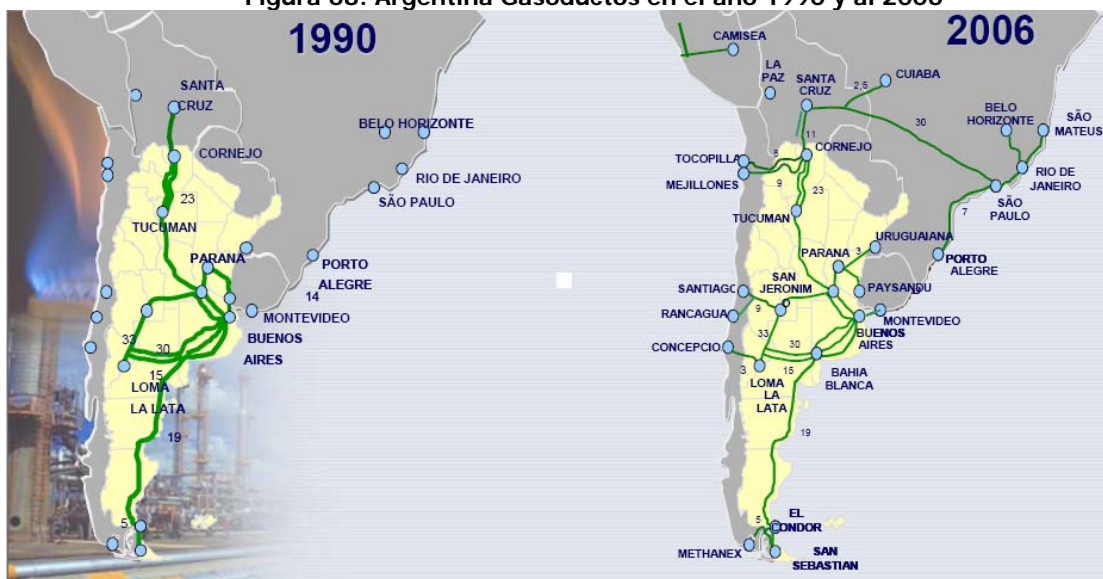 Figura 68. Argentina Gasoductos en el año 1990 y al 2006
1990
SANTA
CRUZ
BELO HORIZONTE
CORNEJO
RIO DE JANEIRO
23
SÃO PAULO
TUCUMAN
PARANÁ
PORTO
ALEGRE
14
MONTEVIDEO
BUENOS
AIRES
33
30
15
LOMA
LA LATA
19
5
2006
CAMISEA
LA
PAZ
SANTA
CRUZ
CUIABA
2,5
BELO
HORIZONTE
SÃO
MATEUS
30
11
CORNEJO
TOCOPILLA
8
MEJILLONES
9
23
RIO DE
JANEIRO
SÃO
PAULO
7
TUCUMAN
URUGUAIANA
PARANA
3
PORTO
ALEGRE
SAN
JERONIM
SANTIAGO
PAYSANDU
9
RANCAGUA
MONTEVIDEO
BUENOS
AIRES
33
CONCEPCIO
30
3
15
LOMA
LA
LATA
BAHIA
BLANCA
19
5
EL
CONDOR
METHANEX
SAN
SEBASTIAN